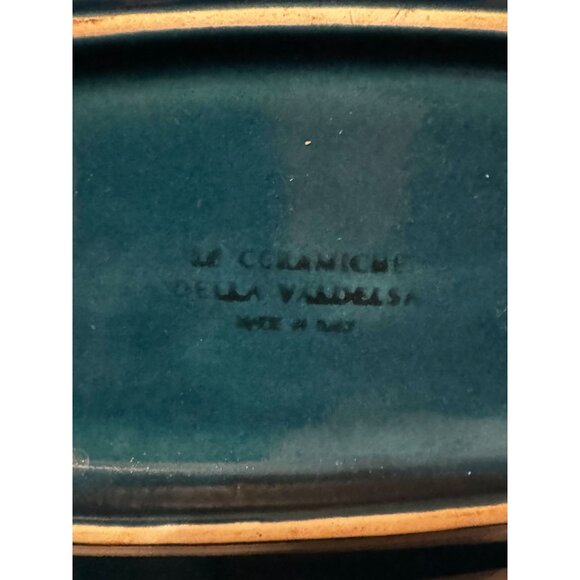 LE CERAMICHE
DELLA VALDELSA
MADE IN ITALY